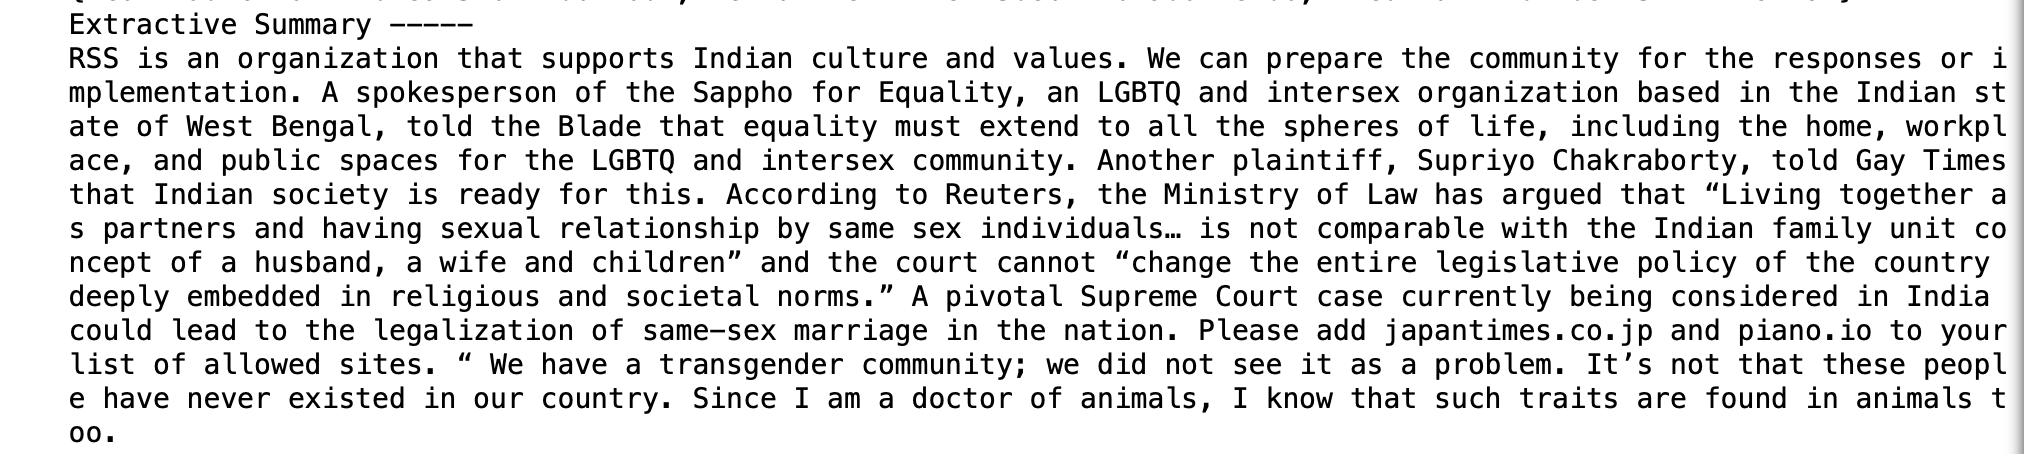 Extractive Summary -----
RSS is an organization that supports Indian culture and values. We can prepare the community for the responses or i
mplementation. A spokesperson of the Sappho for Equality, an LGBTQ and intersex organization based in the Indian st
ate of West Bengal, told the Blade that equality must extend to all the spheres of life, including the home, workpl
ace, and public spaces for the LGBTQ and intersex community. Another plaintiff, Supriyo Chakraborty, told Gay Times
that Indian society is ready for this. According to Reuters, the Ministry of Law has argued that “Living together a
s partners and having sexual relationship by same sex individuals… is not comparable with the Indian family unit co
ncept of a husband, a wife and children” and the court cannot “change the entire legislative policy of the country
deeply embedded in religious and societal norms.” A pivotal Supreme Court case currently being considered in India
could lead to the legalization of same-sex marriage in the nation. Please add japantimes.co.jp and piano.io to your
list of allowed sites. “ We have a transgender community; we did not see it as a problem. It’s not that these peopl
e have never existed in our country. Since I am a doctor of animals, I know that such traits are found in animals t
oo.